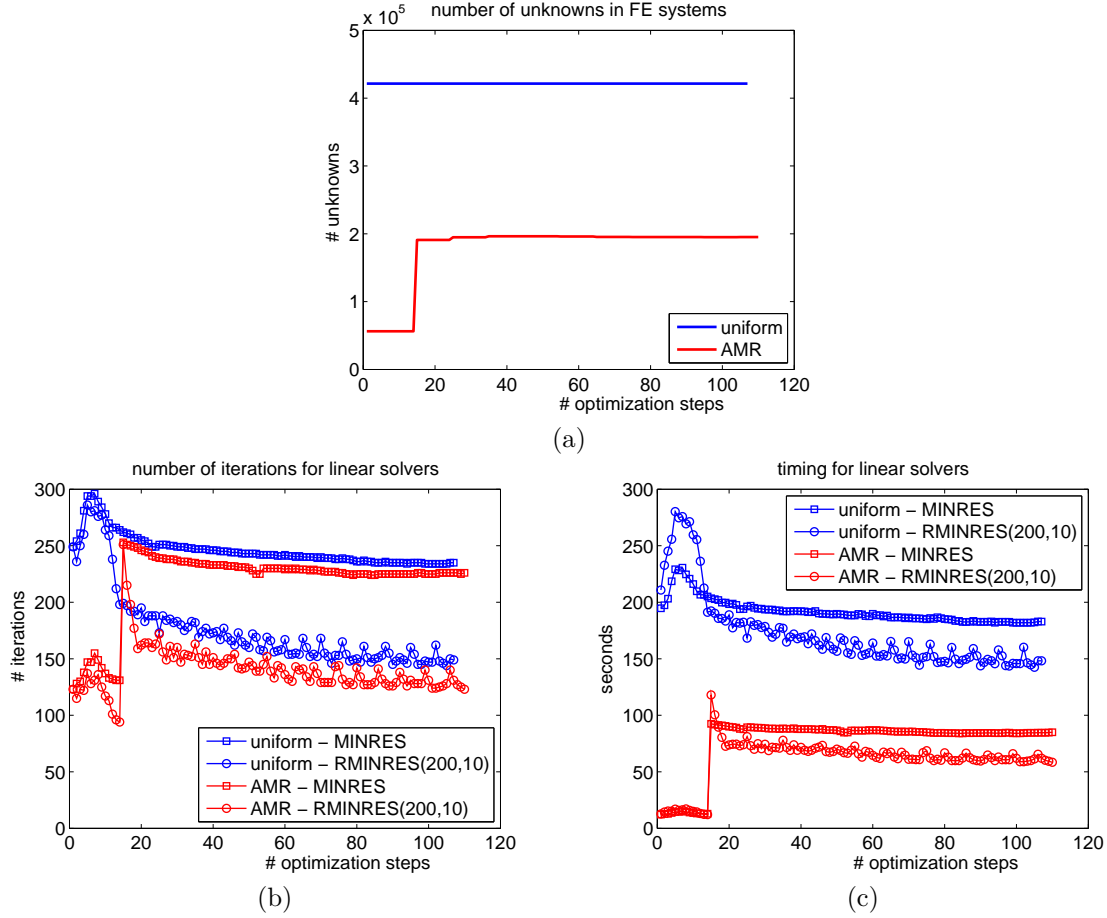 number of unknowns in FE systems
x 10^5
5
4
3
2
1
0
# unknowns
uniform
AMR
0 20 40 60 80 100 120
# optimization steps
(a)
number of iterations for linear solvers
300
250
200
150
100
50
0
# iterations
uniform − MINRES
uniform − RMINRES(200,10)
AMR − MINRES
AMR − RMINRES(200,10)
0 20 40 60 80 100 120
# optimization steps
(b)
timing for linear solvers
300
250
200
150
100
50
0
seconds
uniform − MINRES
uniform − RMINRES(200,10)
AMR − MINRES
AMR − RMINRES(200,10)
0 20 40 60 80 100 120
# optimization steps
(c)